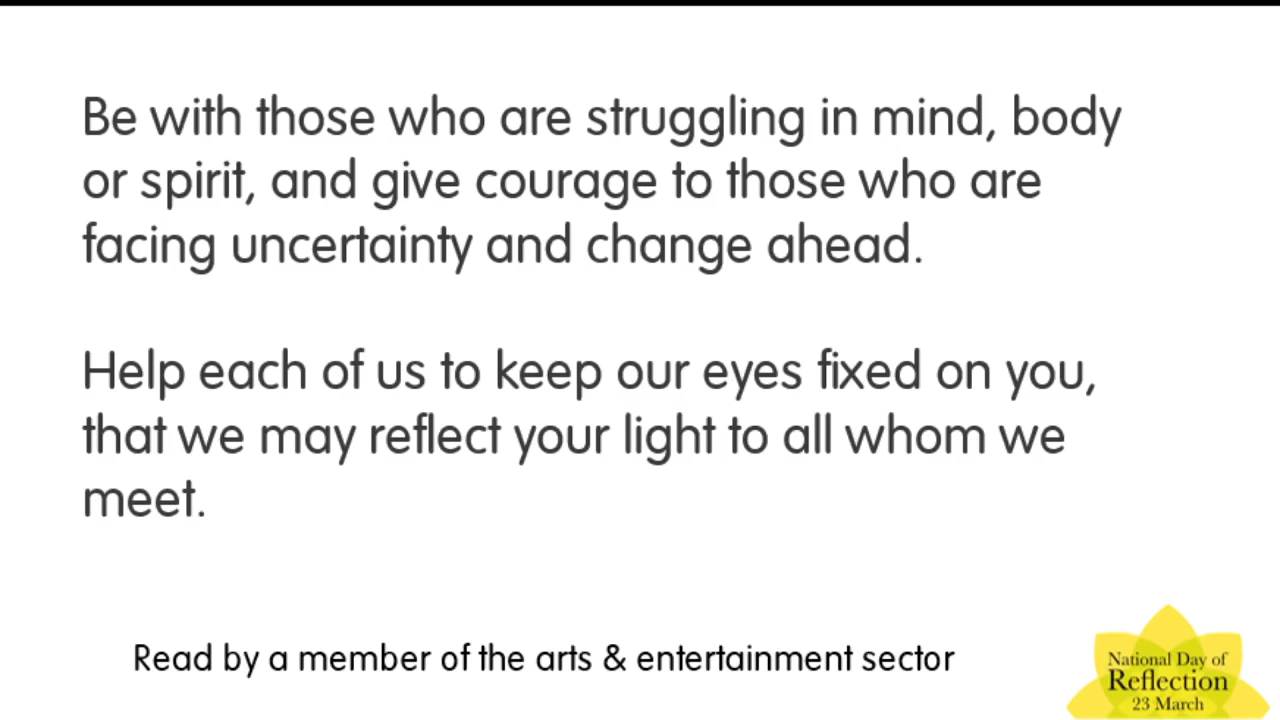 Be with those who are struggling in mind, body
or spirit, and give courage to those who are
facing uncertainty and change ahead.
Help each of us to keep our eyes fixed on you,
that we may reflect your light to all whom we
meet.
Read by a member of the arts & entertainment sector
National Day of
Reflection
23 March